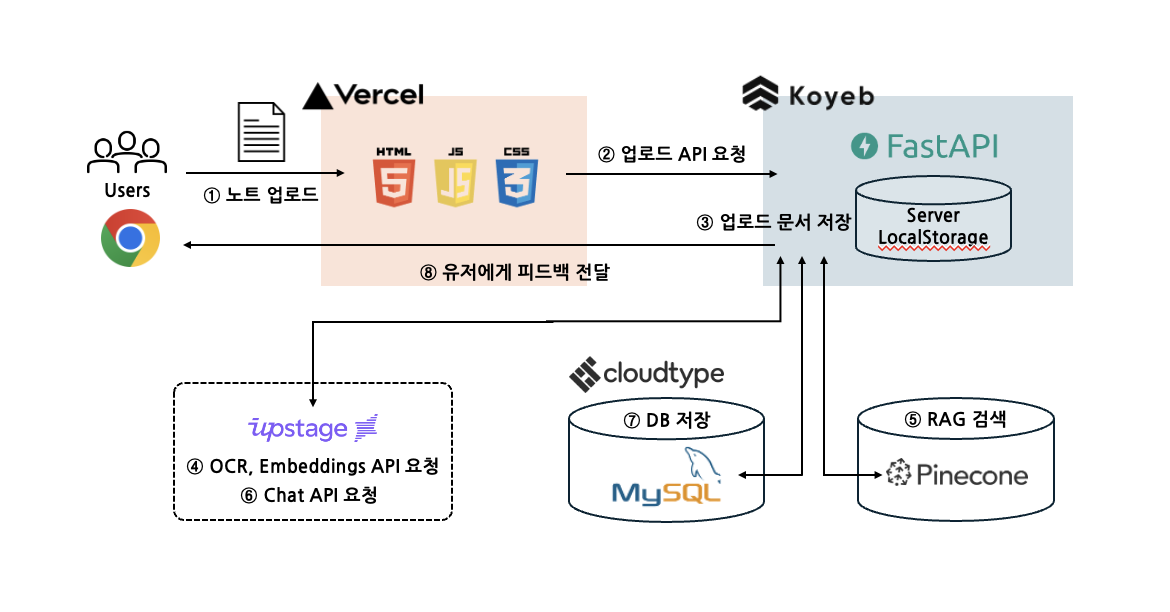 Vercel
Koyeb
Users
① 노트 업로드
HTML
JS
CSS
② 업로드 API 요청
FastAPI
③ 업로드 문서 저장
Server
LocalStorage
⑧ 유저에게 피드백 전달
upstage
④ OCR, Embeddings API 요청
⑥ Chat API 요청
cloudtype
⑦ DB 저장
MySQL
⑤ RAG 검색
Pinecone